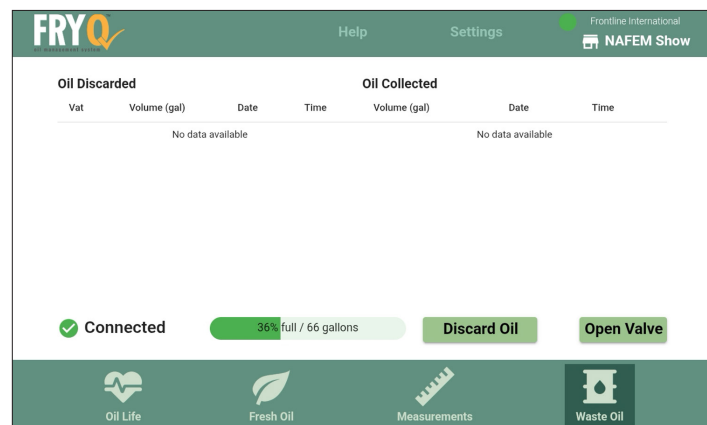 FRYQ
OIL MANAGEMENT SYSTEM
Help
Settings
Frontline International
NAFEM Show
Oil Discarded
Oil Collected
Vat Volume (gal) Date Time
Volume (gal) Date Time
No data available
No data available
Connected
36% full / 66 gallons
Discard Oil
Open Valve
Oil Life
Fresh Oil
Measurements
Waste Oil